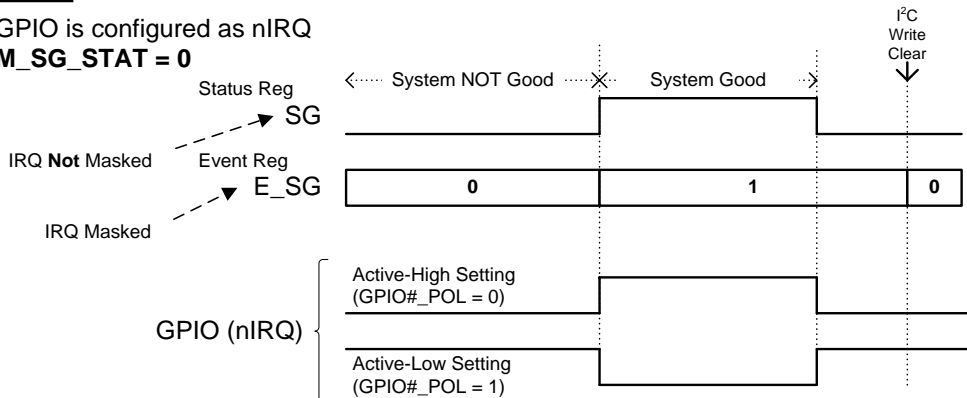 GPIO is configured as nIRQ
M_SG_STAT = 0
I²C
Write
Clear
System NOT Good
System Good
Status Reg
SG
IRQ Not Masked
Event Reg
E_SG
0
1
0
IRQ Masked
Active-High Setting
(GPIO#_POL = 0)
GPIO (nIRQ)
Active-Low Setting
(GPIO#_POL = 1)